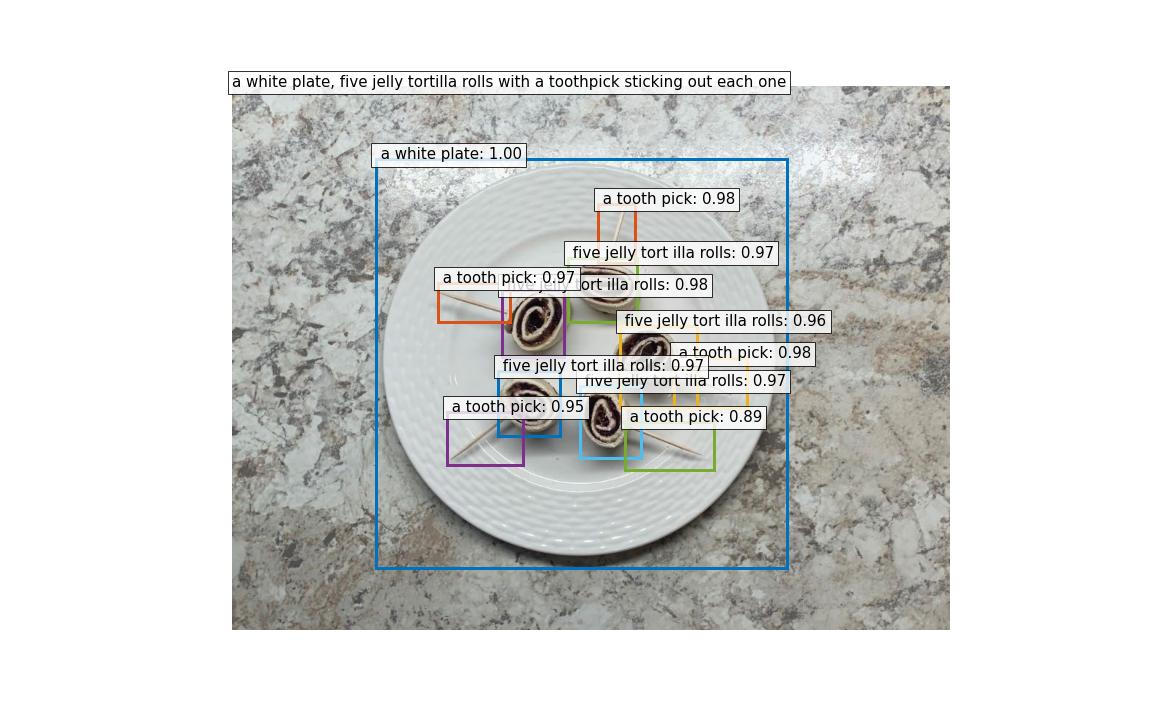 a white plate, five jelly tortilla rolls with a toothpick sticking out each one
a white plate: 1.00
a tooth pick: 0.98
five jelly tort illa rolls: 0.97
a tooth pick: 0.97
five jelly tort illa rolls: 0.98
five jelly tort illa rolls: 0.96
a tooth pick: 0.98
five jelly tort illa rolls: 0.97
five jelly tort illa rolls: 0.97
a tooth pick: 0.95
a tooth pick: 0.89